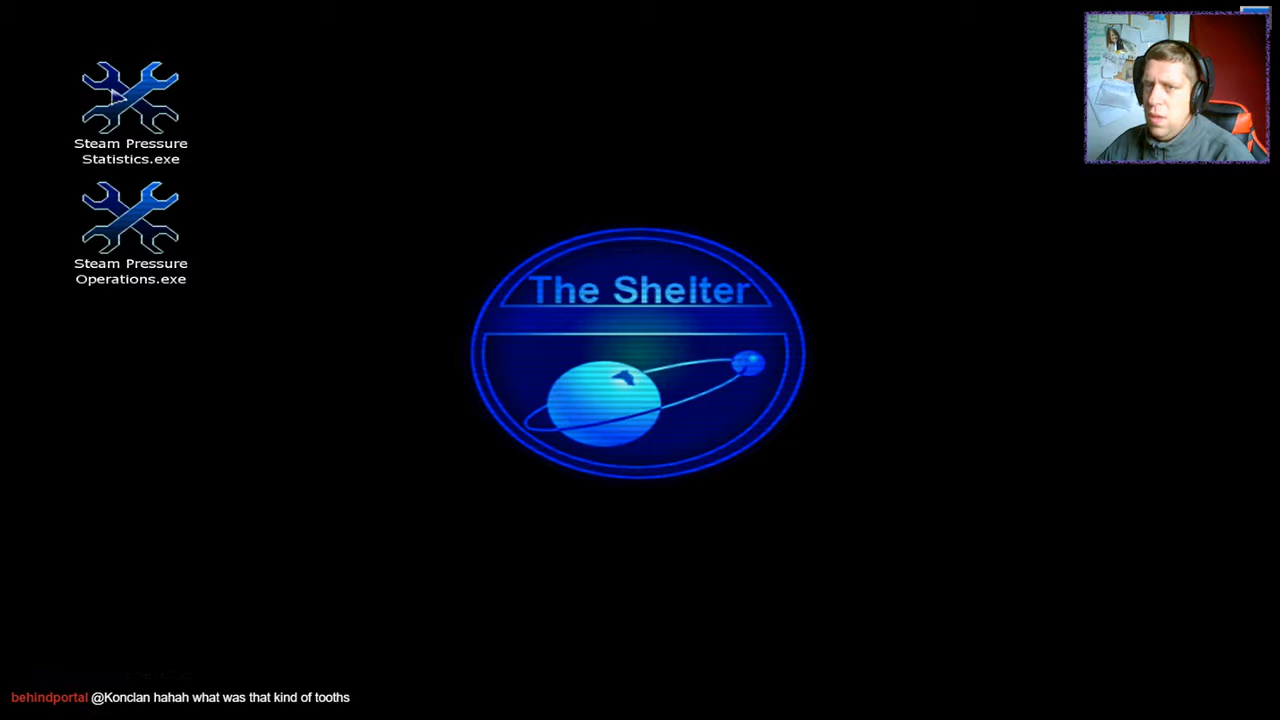 Steam Pressure
Statistics.exe
Steam Pressure
Operations.exe
The Shelter
behindportal @Konclan hahah what was that kind of tooths